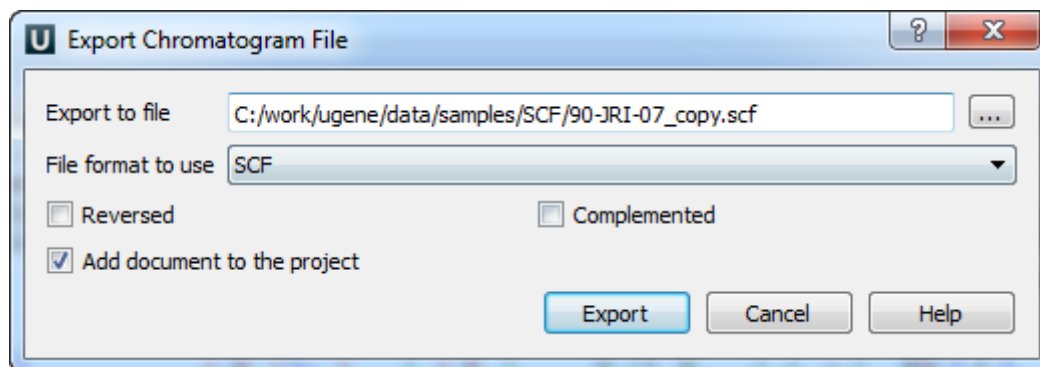 U Export Chromatogram File ?
Export to file C:/work/ugene/data/samples/SCF/90-JRI-07_copy.scf ...
File format to use SCF
Reversed Complemented
Add document to the project
Export Cancel Help